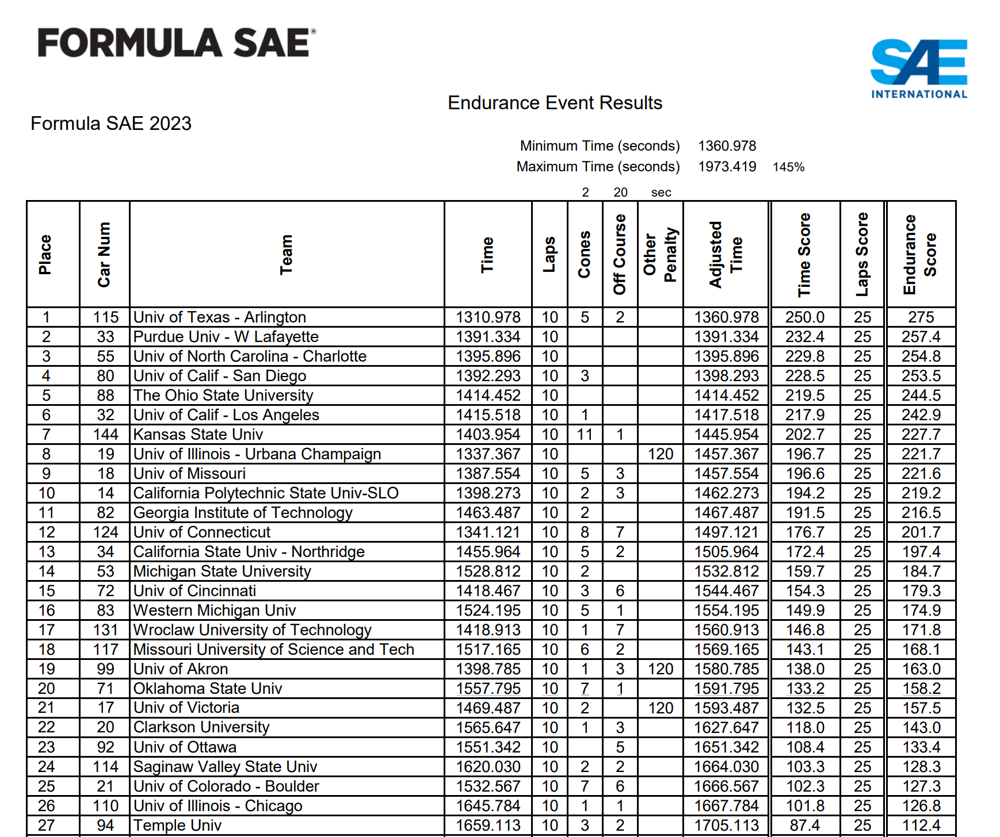 FORMULA SAE®
SAE
INTERNATIONAL
Endurance Event Results
Formula SAE 2023
Minimum Time (seconds) 1360.978
Maximum Time (seconds) 1973.419 145%
2 20 sec
Place Car Num Team Time Laps Cones Off Course Other Penalty Adjusted Time Time Score Laps Score Endurance Score
1 115 Univ of Texas - Arlington 1310.978 10 5 2 1360.978 250.0 25 275
2 33 Purdue Univ - W Lafayette 1391.334 10 1391.334 232.4 25 257.4
3 55 Univ of North Carolina - Charlotte 1395.896 10 1395.896 229.8 25 254.8
4 80 Univ of Calif - San Diego 1392.293 10 3 1398.293 228.5 25 253.5
5 88 The Ohio State University 1414.452 10 1414.452 219.5 25 244.5
6 32 Univ of Calif - Los Angeles 1415.518 10 1 1417.518 217.9 25 242.9
7 144 Kansas State Univ 1403.954 10 11 1 1445.954 202.7 25 227.7
8 19 Univ of Illinois - Urbana Champaign 1337.367 10 120 1457.367 196.7 25 221.7
9 18 Univ of Missouri 1387.554 10 5 3 1457.554 196.6 25 221.6
10 14 California Polytechnic State Univ-SLO 1398.273 10 2 3 1462.273 194.2 25 219.2
11 82 Georgia Institute of Technology 1463.487 10 2 1467.487 191.5 25 216.5
12 124 Univ of Connecticut 1341.121 10 8 7 1497.121 176.7 25 201.7
13 34 California State Univ - Northridge 1455.964 10 5 2 1505.964 172.4 25 197.4
14 53 Michigan State University 1528.812 10 2 1532.812 159.7 25 184.7
15 72 Univ of Cincinnati 1418.467 10 3 6 1544.467 154.3 25 179.3
16 83 Western Michigan Univ 1524.195 10 5 1 1554.195 149.9 25 174.9
17 131 Wroclaw University of Technology 1418.913 10 1 7 1560.913 146.8 25 171.8
18 117 Missouri University of Science and Tech 1517.165 10 6 2 1569.165 143.1 25 168.1
19 99 Univ of Akron 1398.785 10 1 3 120 1580.785 138.0 25 163.0
20 71 Oklahoma State Univ 1557.795 10 7 1 1591.795 133.2 25 158.2
21 17 Univ of Victoria 1469.487 10 2 120 1593.487 132.5 25 157.5
22 20 Clarkson University 1565.647 10 1 3 1627.647 118.0 25 143.0
23 92 Univ of Ottawa 1551.342 10 5 1651.342 108.4 25 133.4
24 114 Saginaw Valley State Univ 1620.030 10 2 2 1664.030 103.3 25 128.3
25 21 Univ of Colorado - Boulder 1532.567 10 7 6 1666.567 102.3 25 127.3
26 110 Univ of Illinois - Chicago 1645.784 10 1 1 1667.784 101.8 25 126.8
27 94 Temple Univ 1659.113 10 3 2 1705.113 87.4 25 112.4